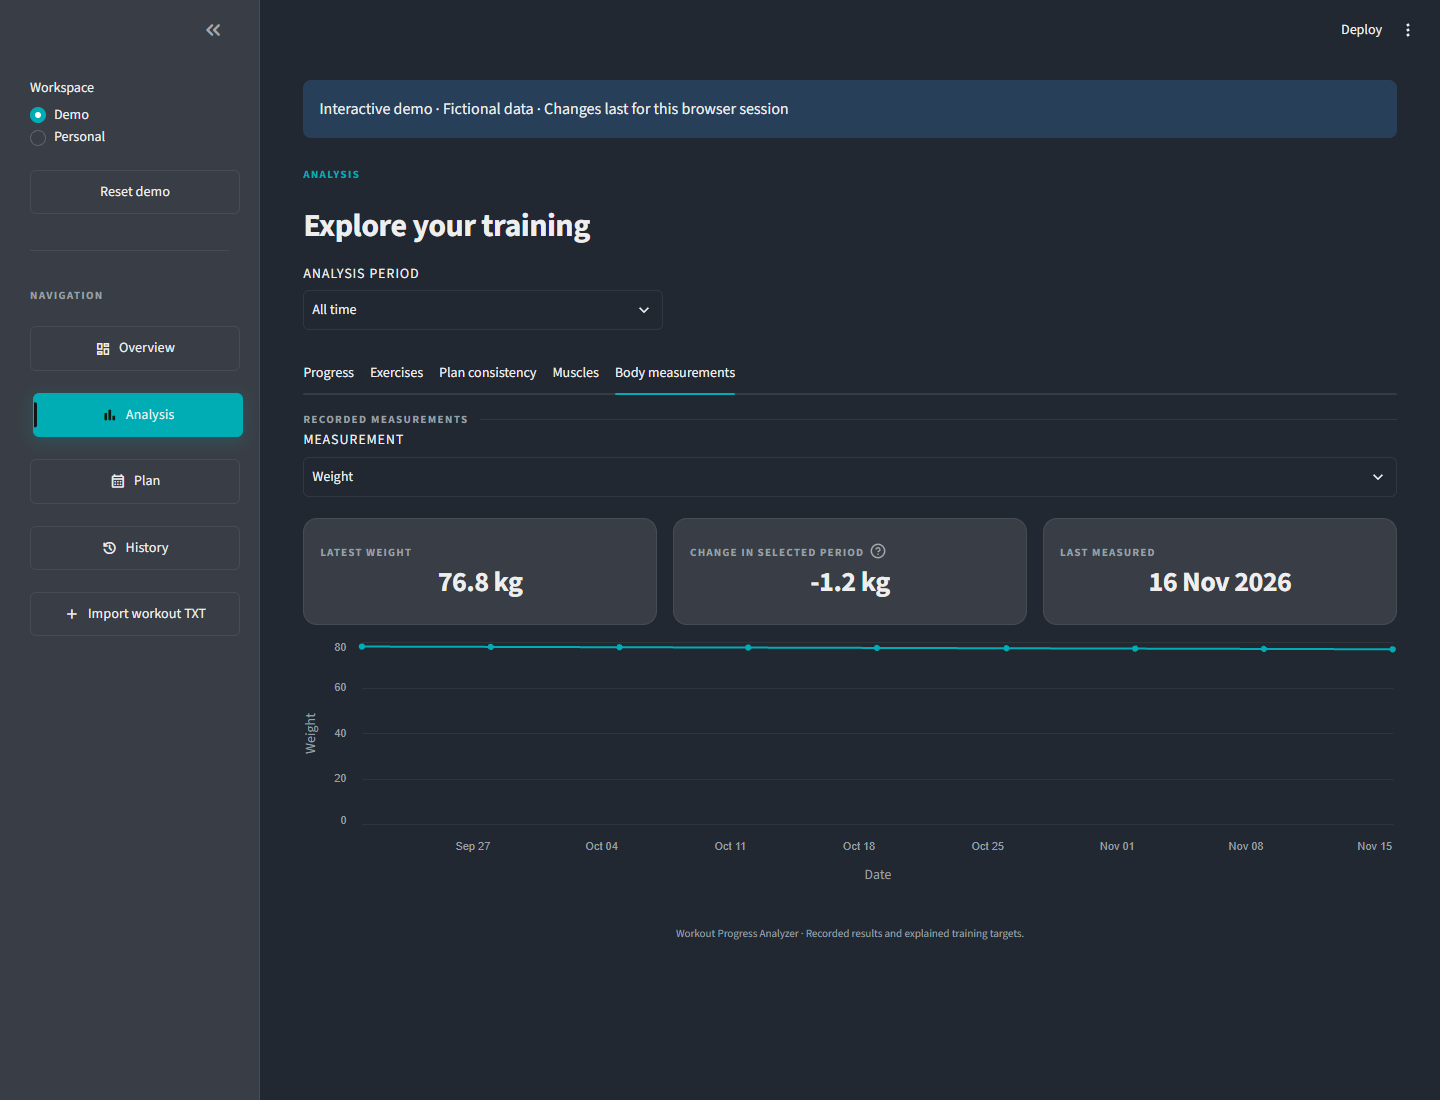 Deploy
Workspace
Demo
Personal
Reset demo
NAVIGATION
Overview
Analysis
Plan
History
Import workout TXT
Interactive demo · Fictional data · Changes last for this browser session
ANALYSIS
Explore your training
ANALYSIS PERIOD
All time
Progress Exercises Plan consistency Muscles Body measurements
RECORDED MEASUREMENTS
MEASUREMENT
Weight
LATEST WEIGHT
76.8 kg
CHANGE IN SELECTED PERIOD
-1.2 kg
LAST MEASURED
16 Nov 2026
80
60
40
20
0
Weight
Sep 27 Oct 04 Oct 11 Oct 18 Oct 25 Nov 01 Nov 08 Nov 15
Date
Workout Progress Analyzer · Recorded results and explained training targets.